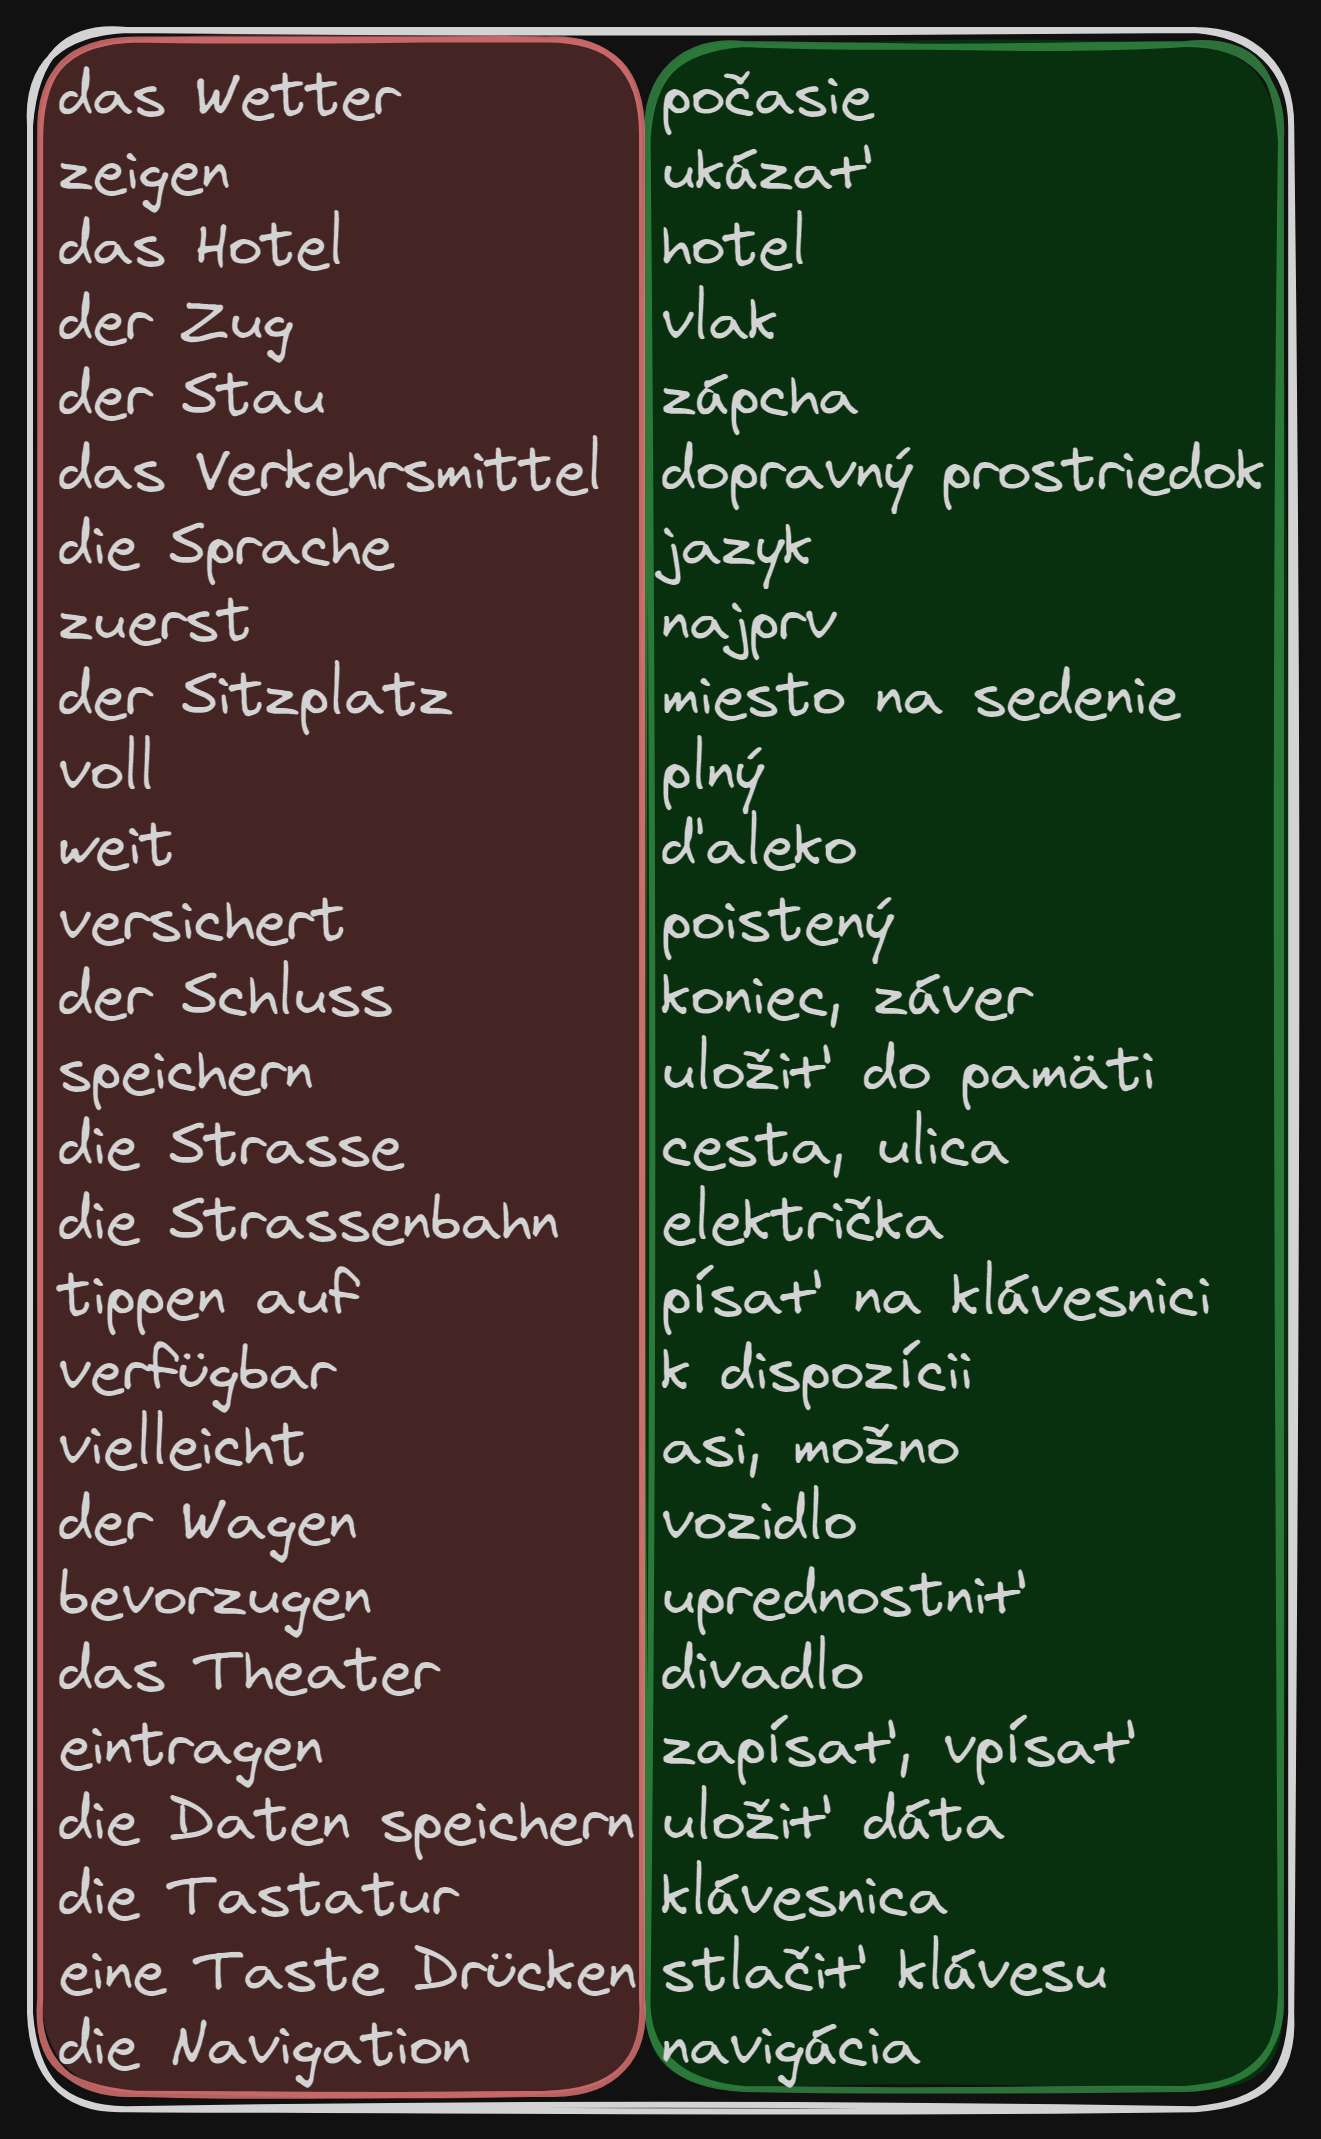 das Wetter počasie
zeigen ukázať
das Hotel hotel
der Zug vlak
der Stau zápcha
das Verkehrsmittel dopravný prostriedok
die Sprache jazyk
zuerst najprv
der Sitzplatz miesto na sedenie
voll plný
weit ďaleko
versichert poistený
der Schluss koniec, záver
speichern uložiť do pamäti
die Strasse cesta, ulica
die Strassenbahn električka
tippen auf písať na klávesnici
verfügbar k dispozícii
vielleicht asi, možno
der Wagen vozidlo
bevorzugen uprednostniť
das Theater divadlo
eintragen zapísať, vpísať
die Daten speichern uložiť dáta
die Tastatur klávesnica
eine Taste Drücken stlačiť klávesu
die Navigation navigácia